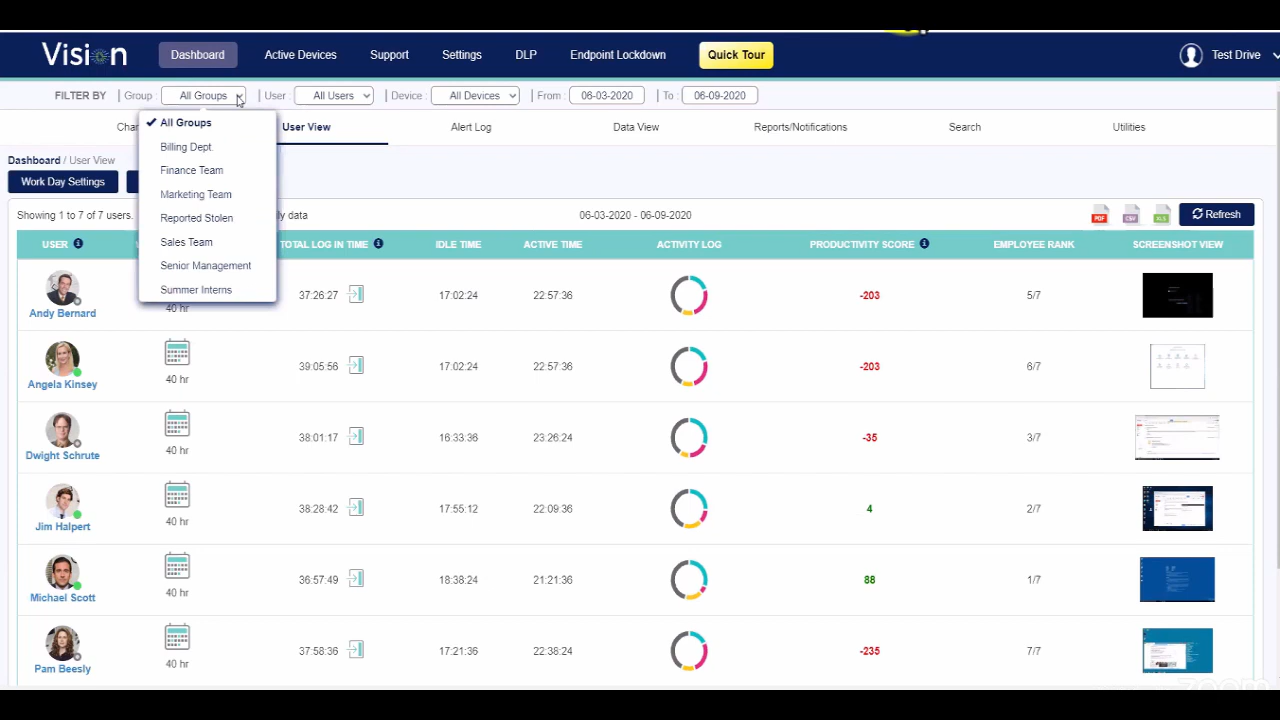 Vision Dashboard Active Devices Support Settings DLP Endpoint Lockdown Quick Tour Test Drive
FILTER BY | Group : All Groups | User : All Users | Device : All Devices | From : 06-03-2020 | To : 06-09-2020
User View Alert Log Data View Reports/Notifications Search Utilities
All Groups
Billing Dept.
Finance Team
Marketing Team
Reported Stolen
Sales Team
Senior Management
Summer Interns
Dashboard / User View
Work Day Settings
Showing 1 to 7 of 7 users. data 06-03-2020 - 06-09-2020 PDF CSV XLS Refresh
USER TOTAL LOG IN TIME IDLE TIME ACTIVE TIME ACTIVITY LOG PRODUCTIVITY SCORE EMPLOYEE RANK SCREENSHOT VIEW
Andy Bernard 40 hr 37:26:27 17:02:24 22:57:36 -203 5/7
Angela Kinsey 40 hr 39:05:56 17:02:24 22:57:36 -203 6/7
Dwight Schrute 40 hr 38:01:17 16:33:36 23:26:24 -35 3/7
Jim Halpert 40 hr 38:28:42 17:55:12 22:09:36 4 2/7
Michael Scott 40 hr 36:57:49 18:38:24 21:21:36 88 1/7
Pam Beesly 40 hr 37:58:36 17:21:36 22:38:24 -235 7/7
zoom